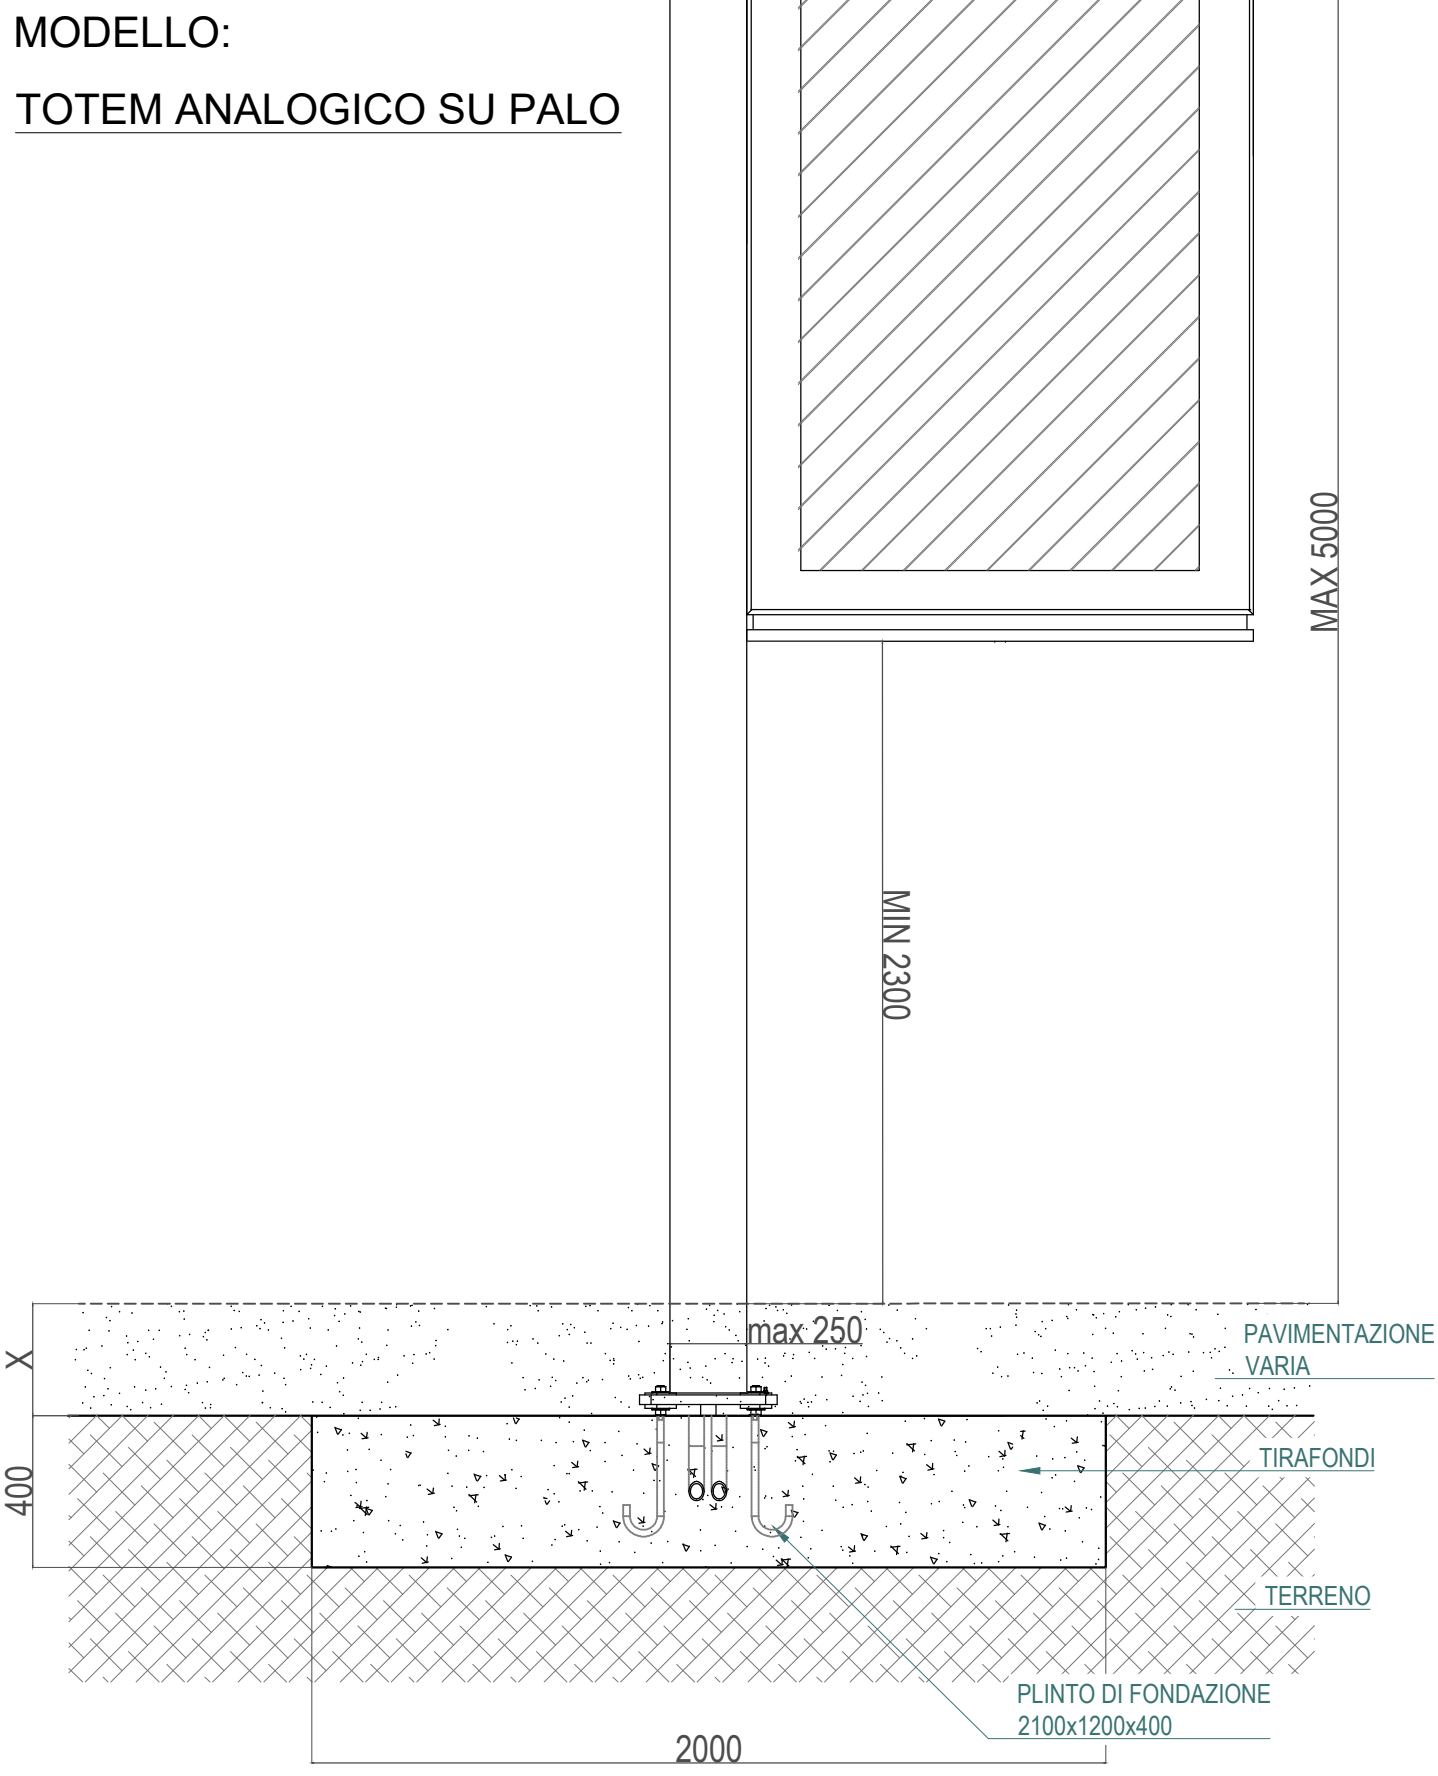 MODELLO:
TOTEM ANALOGICO SU PALO
MAX 5000
MIN 2300
max 250
X
PAVIMENTAZIONE
VARIA
400
TIRAFONDI
TERRENO
PLINTO DI FONDAZIONE
2100x1200x400
2000